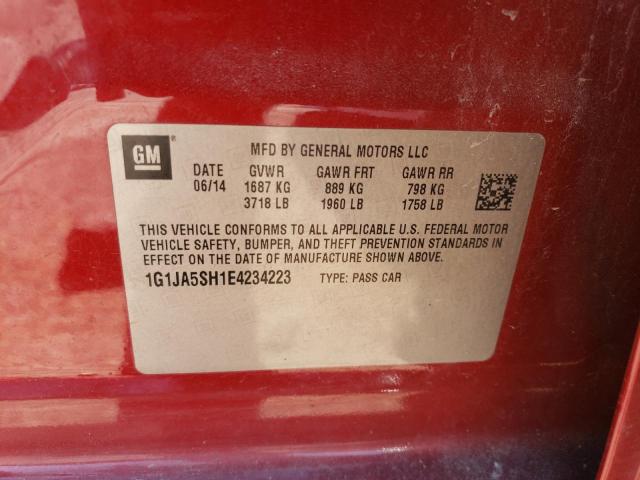 GM
MFD BY GENERAL MOTORS LLC
DATE GVWR GAWR FRT GAWR RR
06/14 1687 KG 889 KG 798 KG
3718 LB 1960 LB 1758 LB
THIS VEHICLE CONFORMS TO ALL APPLICABLE U.S. FEDERAL MOTOR
VEHICLE SAFETY, BUMPER, AND THEFT PREVENTION STANDARDS IN
EFFECT ON THE DATE OF MANUFACTURE SHOWN ABOVE.
1G1JA5SH1E4234223 TYPE: PASS CAR